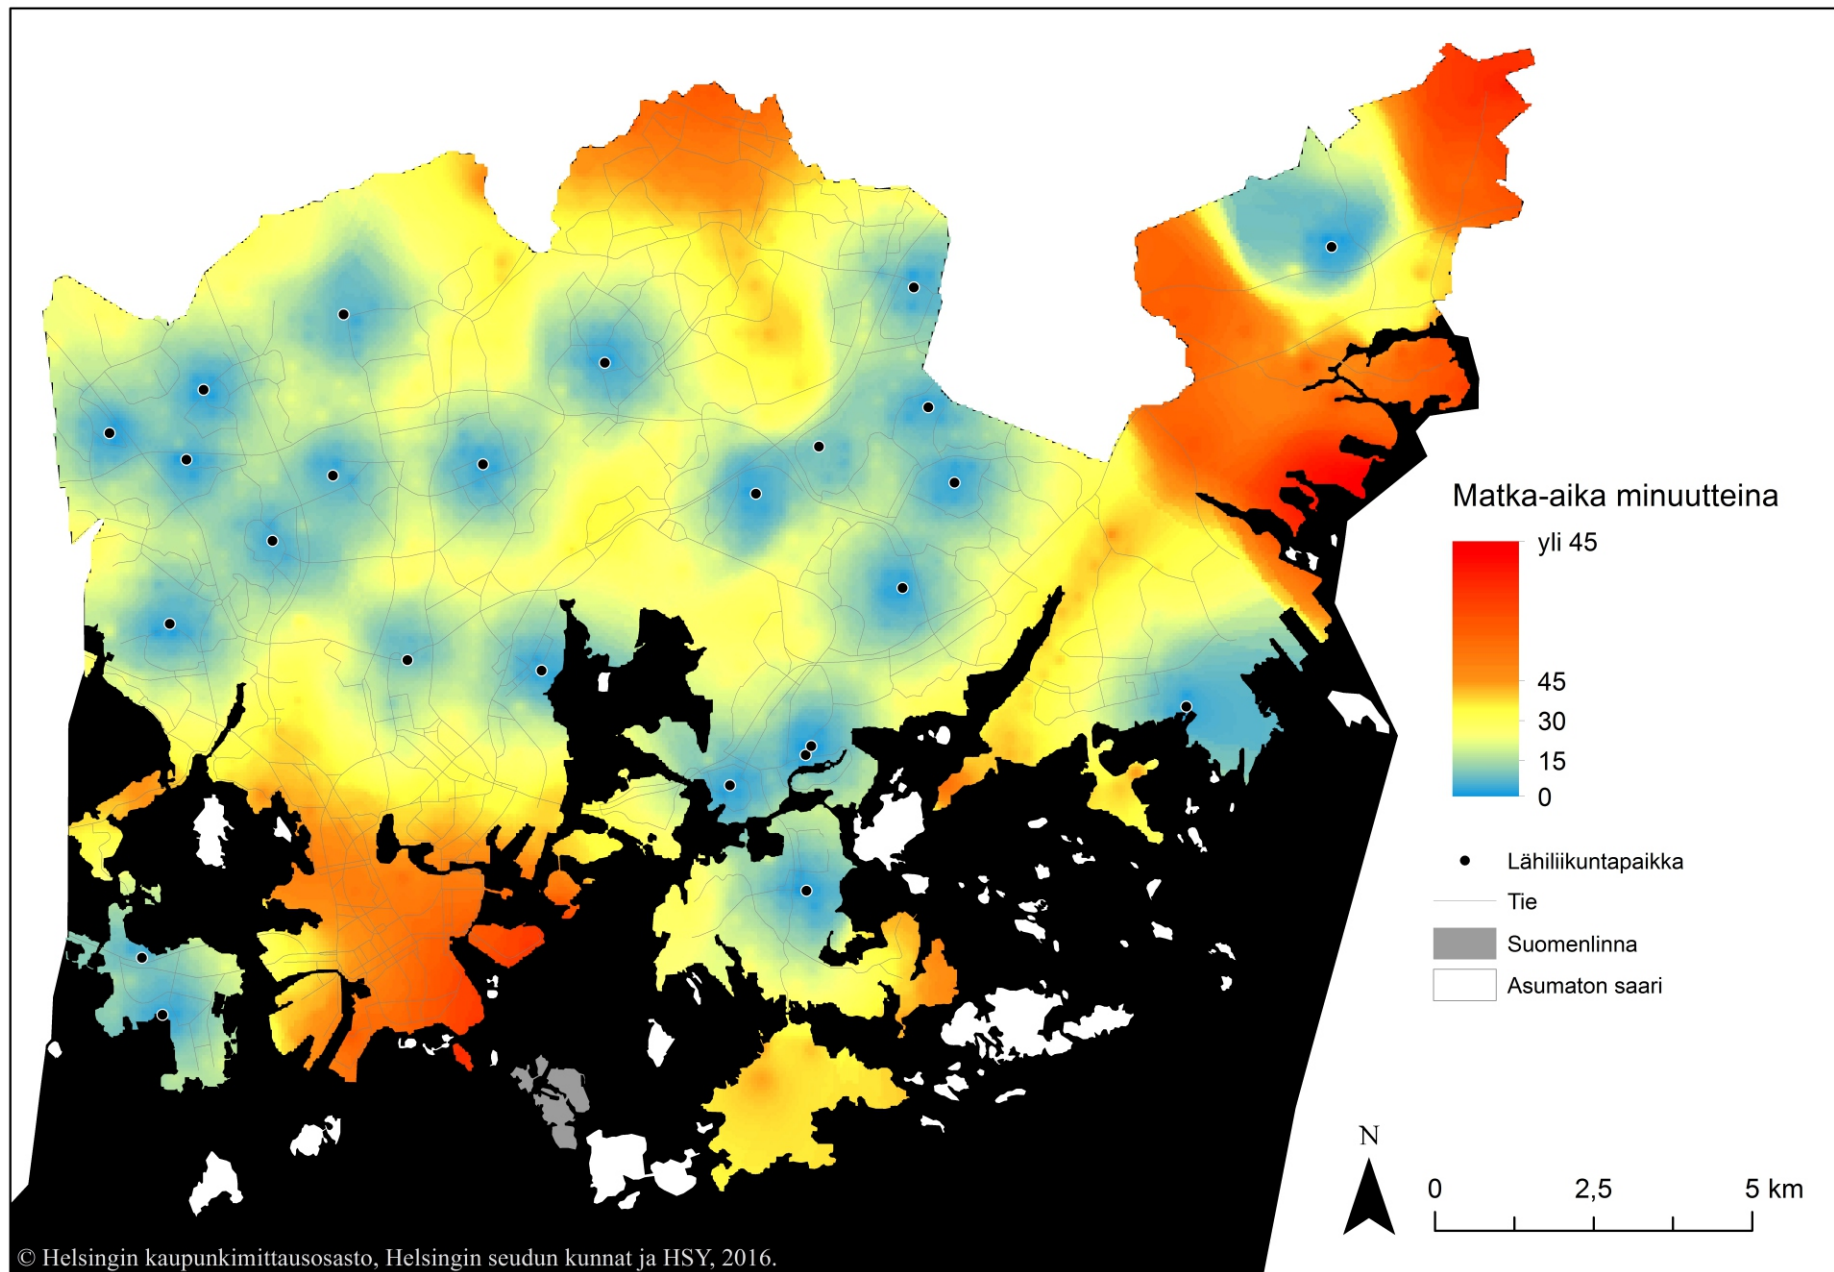 Matka-aika minuutteina
yli 45
45
30
15
0
Lähiliikuntapaikka
Tie
Suomenlinna
Asumaton saari
N
0 2,5 5 km
© Helsingin kaupunkimittausosasto, Helsingin seudun kunnat ja HSY, 2016.